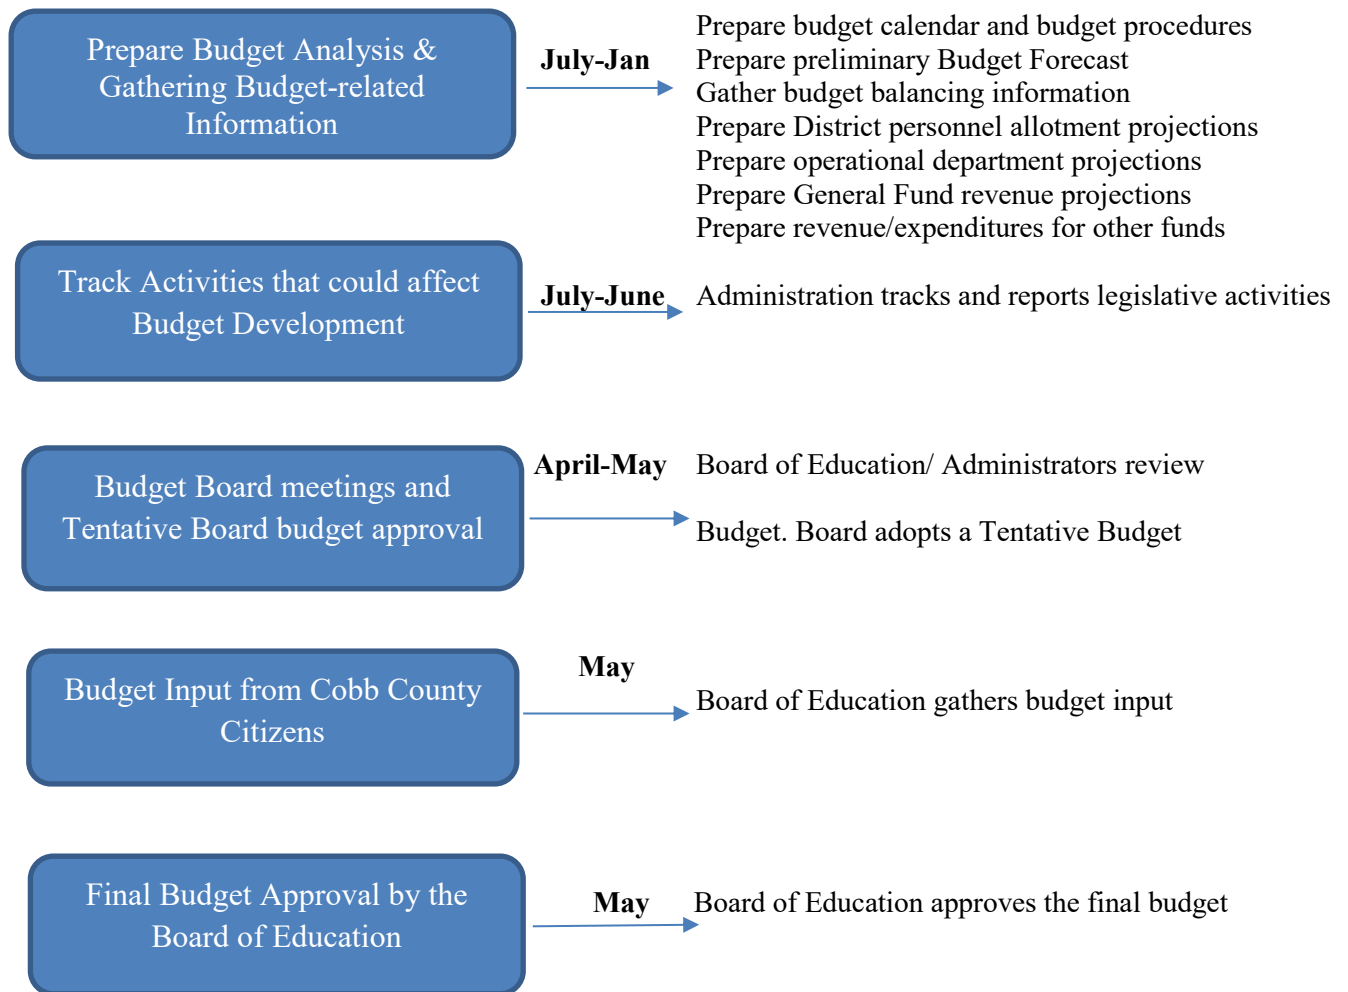 Prepare Budget Analysis &
Gathering Budget-related
Information
July-Jan
Prepare budget calendar and budget procedures
Prepare preliminary Budget Forecast
Gather budget balancing information
Prepare District personnel allotment projections
Prepare operational department projections
Prepare General Fund revenue projections
Prepare revenue/expenditures for other funds
Track Activities that could affect
Budget Development
July-June
Administration tracks and reports legislative activities
Budget Board meetings and
Tentative Board budget approval
April-May
Board of Education/ Administrators review
Budget. Board adopts a Tentative Budget
Budget Input from Cobb County
Citizens
May
Board of Education gathers budget input
Final Budget Approval by the
Board of Education
May
Board of Education approves the final budget